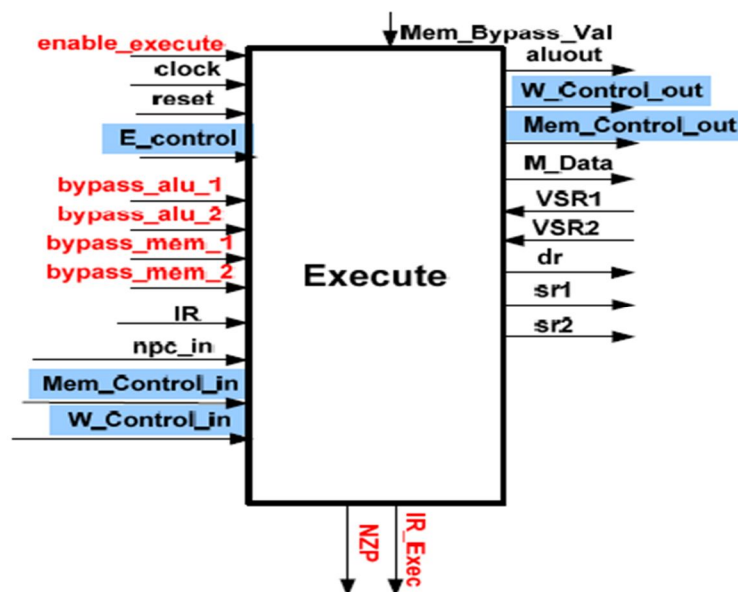 Mem_Bypass_Val
enable_execute
clock
reset
E_control
bypass_alu_1
bypass_alu_2
bypass_mem_1
bypass_mem_2
IR
npc_in
Mem_Control_in
W_Control_in
Execute
aluout
W_Control_out
Mem_Control_out
M_Data
VSR1
VSR2
dr
sr1
sr2
NZP
IR_Exec